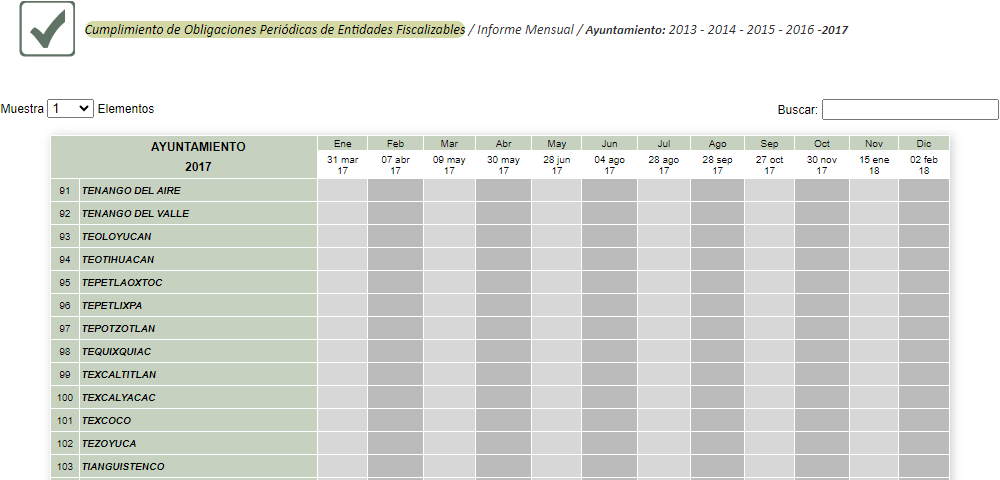 Cumplimiento de Obligaciones Periódicas de Entidades Fiscalizables / Informe Mensual / Ayuntamiento: 2013 - 2014 - 2015 - 2016 -2017
Muestra 1 Elementos Buscar:
AYUNTAMIENTO 2017
Ene Feb Mar Abr May Jun Jul Ago Sep Oct Nov Dic
31 mar 17 07 abr 17 09 may 17 30 may 17 28 jun 17 04 ago 17 28 ago 17 28 sep 17 27 oct 17 30 nov 17 15 ene 18 02 feb 18
91 TENANGO DEL AIRE
92 TENANGO DEL VALLE
93 TEOLOYUCAN
94 TEOTIHUACAN
95 TEPETLAOXTOC
96 TEPETLIXPA
97 TEPOTZOTLAN
98 TEQUIXQUIAC
99 TEXCALTITLAN
100 TEXCALYACAC
101 TEXCOCO
102 TEZOYUCA
103 TIANGUISTENCO